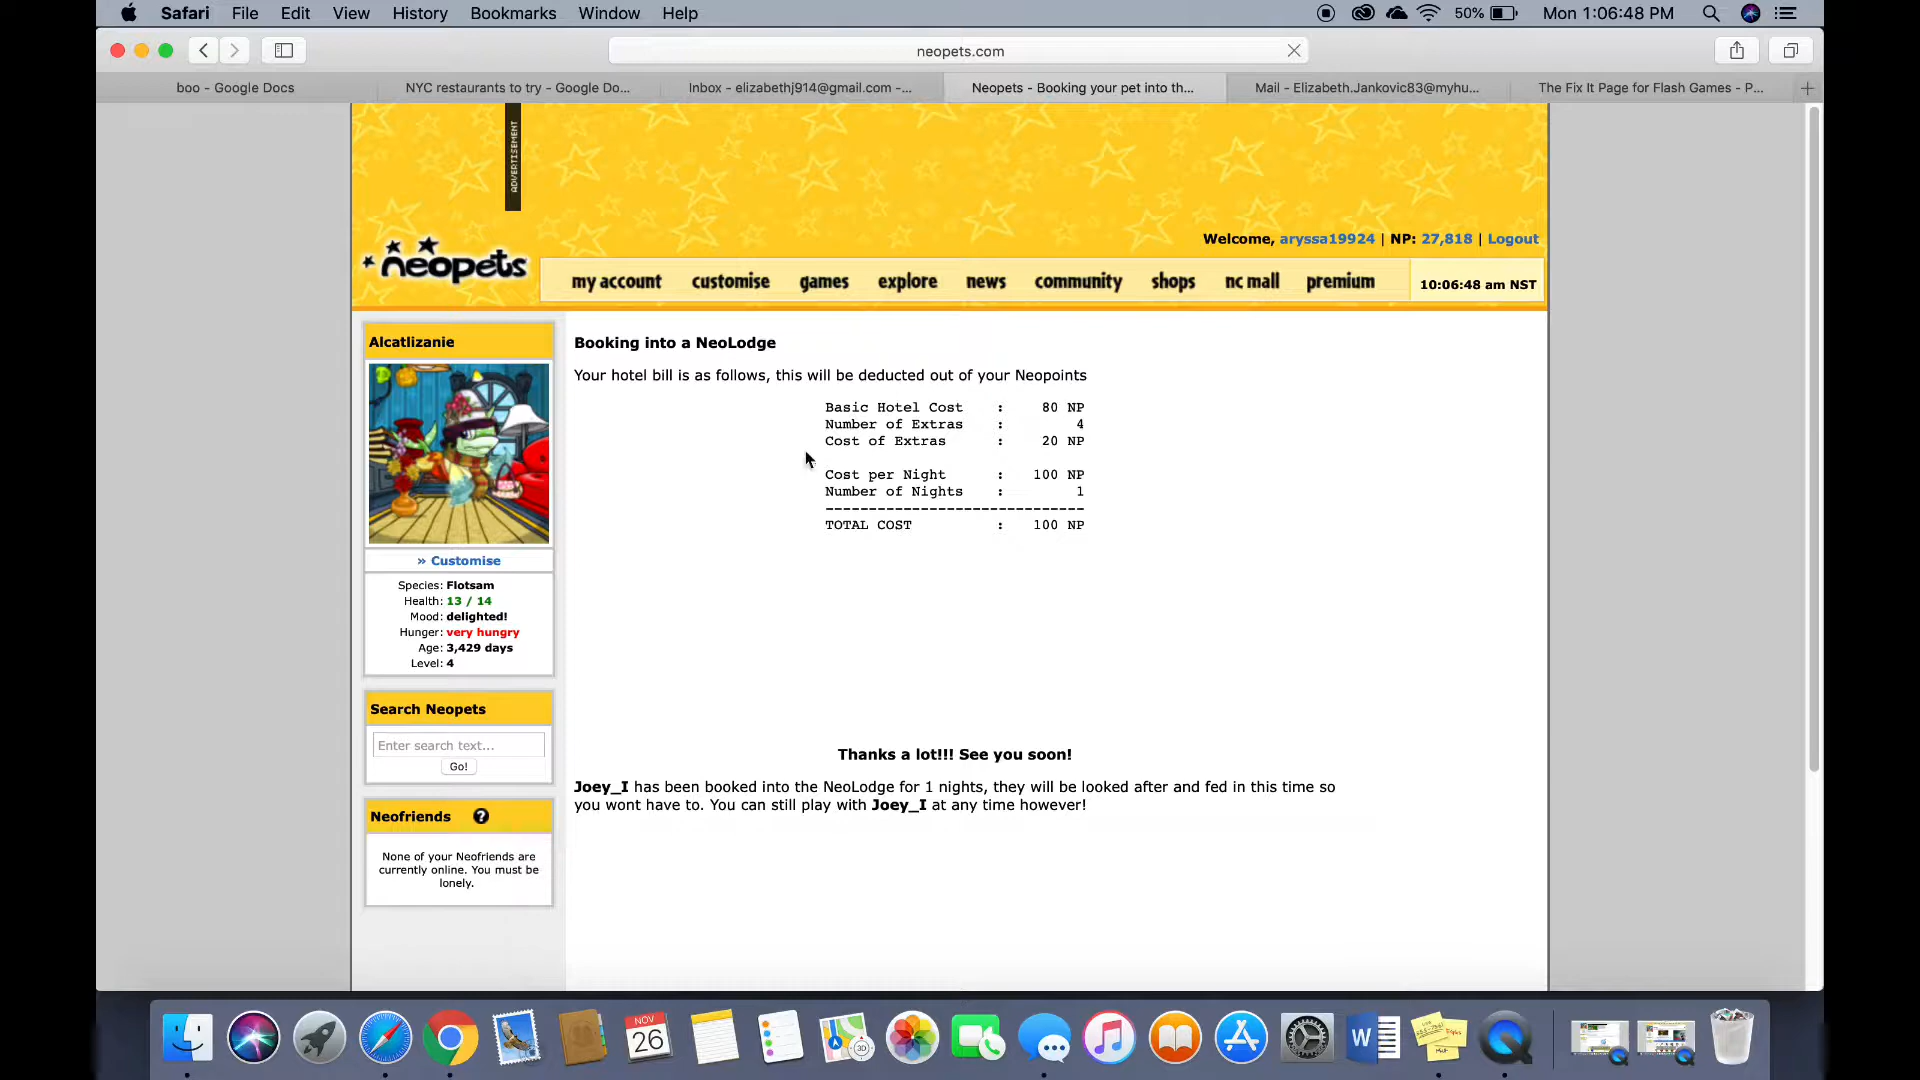 Safari File Edit View History Bookmarks Window Help 50% Mon 1:06:48 PM
neopets.com
boo - Google Docs
NYC restaurants to try - Google Do...
Inbox - elizabethj914@gmail.com -...
Neopets - Booking your pet into th...
Mail - Elizabeth.Jankovic83@myhu...
The Fix It Page for Flash Games - P...
ADVERTISEMENT
Welcome, aryssa19924 | NP: 27,818 | Logout
neopets
my account customise games explore news community shops nc mall premium 10:06:48 am NST
Alcatlizanie
» Customise
Species: Flotsam
Health: 13 / 14
Mood: delighted!
Hunger: very hungry
Age: 3,429 days
Level: 4
Search Neopets
Enter search text...
Go!
Neofriends ?
None of your Neofriends are
currently online. You must be
lonely.
Booking into a NeoLodge
Your hotel bill is as follows, this will be deducted out of your Neopoints
Basic Hotel Cost : 80 NP
Number of Extras : 4
Cost of Extras : 20 NP
Cost per Night : 100 NP
Number of Nights : 1
------------------------------
TOTAL COST : 100 NP
Thanks a lot!!! See you soon!
Joey_I has been booked into the NeoLodge for 1 nights, they will be looked after and fed in this time so
you wont have to. You can still play with Joey_I at any time however!
NOV
26
3D
W